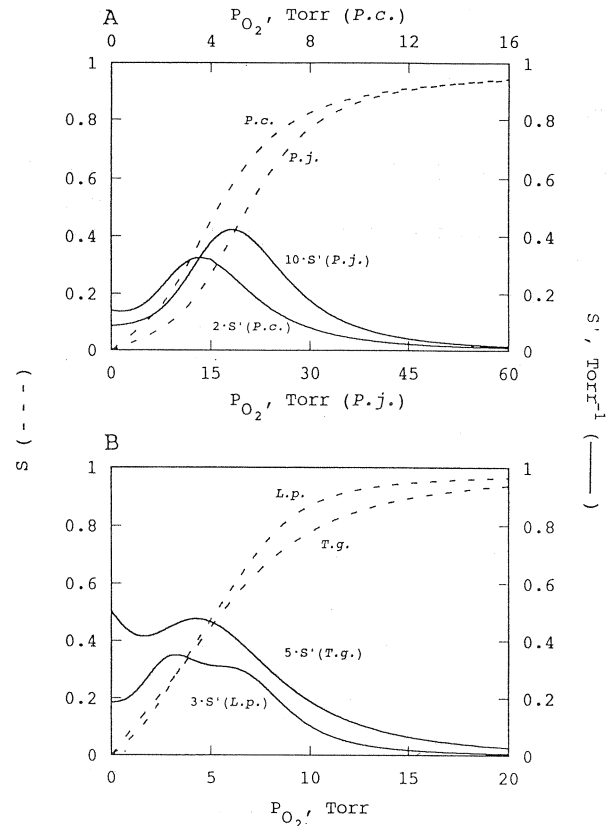 A
P_O₂, Torr (P.c.)
0 4 8 12 16
1 1
0.8 0.8
0.6 0.6
0.4 0.4
0.2 0.2
0 0
P.c.
P.j.
10·S'(P.j.)
2·S'(P.c.)
0 15 30 45 60
P_O₂, Torr (P.j.)
S (---)
S', Torr⁻¹ (——)
B
1 1
0.8 0.8
0.6 0.6
0.4 0.4
0.2 0.2
0 0
L.p.
T.g.
5·S'(T.g.)
3·S'(L.p.)
0 5 10 15 20
P_O₂, Torr